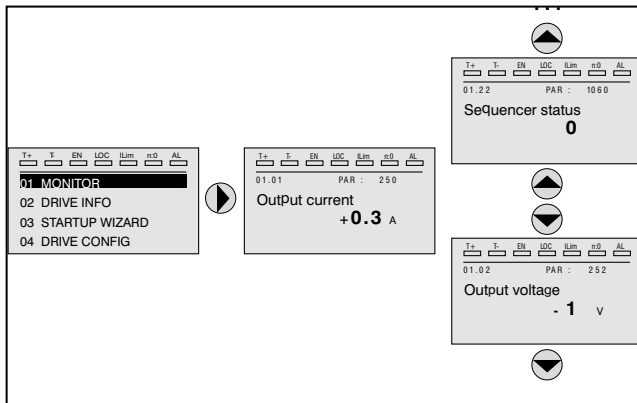 ...
T+ T- EN LOC ILim n:0 AL
01.22 PAR : 1060
Sequencer status
0
T+ T- EN LOC ILim n:0 AL
01 MONITOR
02 DRIVE INFO
03 STARTUP WIZARD
04 DRIVE CONFIG
T+ T- EN LOC ILim n:0 AL
01.01 PAR : 250
Output current
+0.3 A
T+ T- EN LOC ILim n:0 AL
01.02 PAR : 252
Output voltage
- 1 V